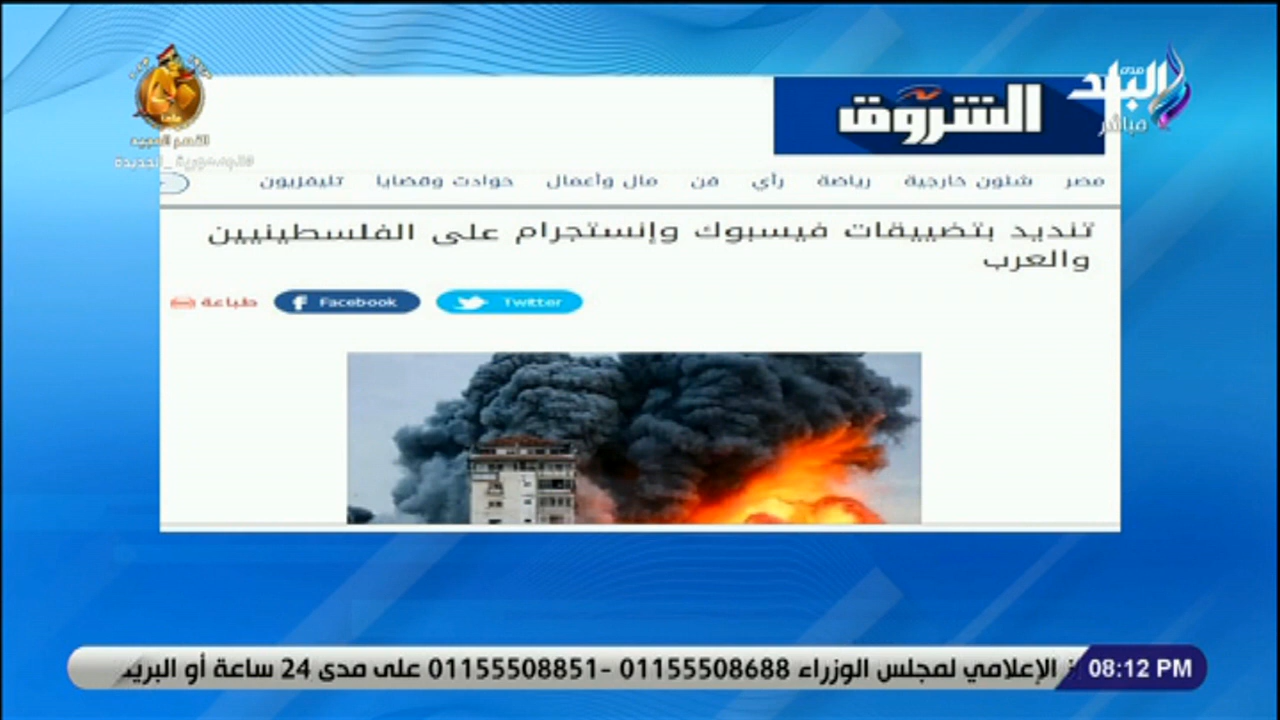 صدى
البلد
مباشر
النصر المجيد
الشروق
مصر شئون خارجية رياضة رأي فن مال وأعمال حوادث وقضايا تليفزيون
تنديد بتضييقات فيسبوك وإنستجرام على الفلسطينيين
والعرب
طباعة Facebook Twitter
الإعلامي لمجلس الوزراء 01155508688 -01155508851 على مدى 24 ساعة أو البريد
08:12 PM